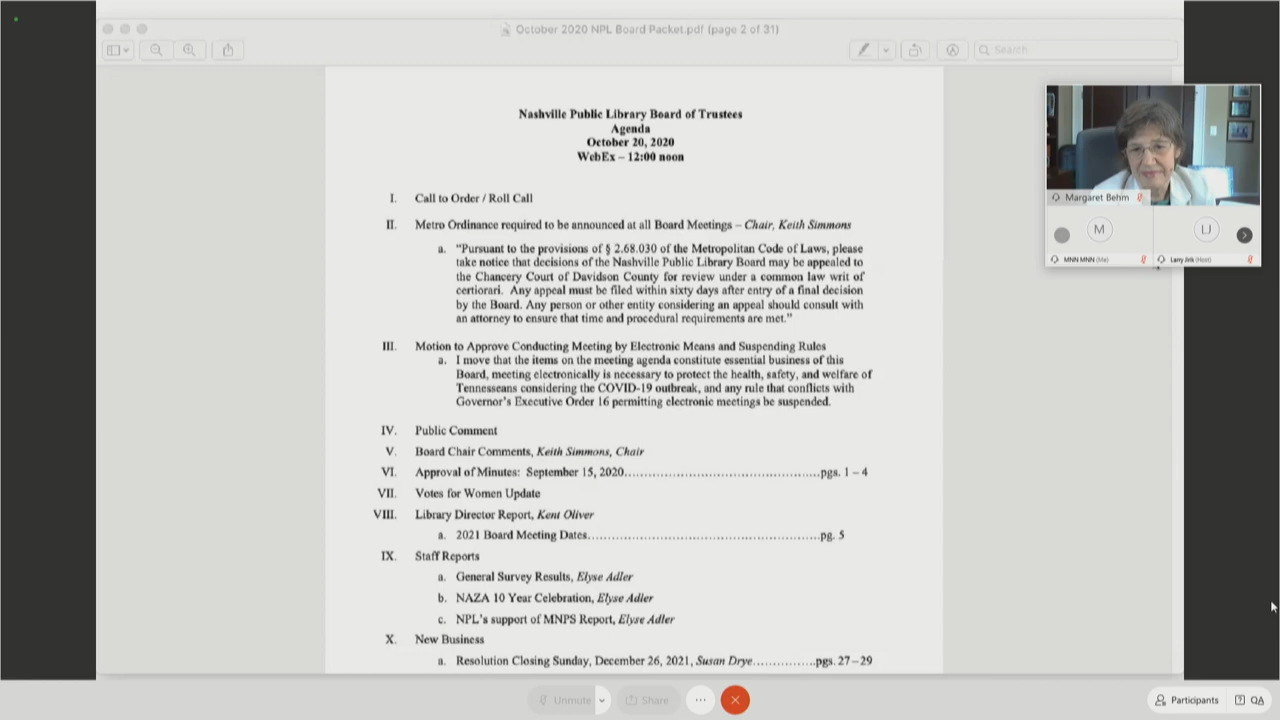 October 2020 NPL Board Packet.pdf (page 2 of 31)
Search
Nashville Public Library Board of Trustees
Agenda
October 20, 2020
WebEx – 12:00 noon
I. Call to Order / Roll Call
II. Metro Ordinance required to be announced at all Board Meetings – Chair, Keith Simmons
a. “Pursuant to the provisions of § 2.68.030 of the Metropolitan Code of Laws, please
take notice that decisions of the Nashville Public Library Board may be appealed to
the Chancery Court of Davidson County for review under a common law writ of
certiorari. Any appeal must be filed within sixty days after entry of a final decision
by the Board. Any person or other entity considering an appeal should consult with
an attorney to ensure that time and procedural requirements are met.”
III. Motion to Approve Conducting Meeting by Electronic Means and Suspending Rules
a. I move that the items on the meeting agenda constitute essential business of this
Board, meeting electronically is necessary to protect the health, safety, and welfare of
Tennesseans considering the COVID-19 outbreak, and any rule that conflicts with
Governor's Executive Order 16 permitting electronic meetings be suspended.
IV. Public Comment
V. Board Chair Comments, Keith Simmons, Chair
VI. Approval of Minutes: September 15, 2020....................................................pgs. 1 – 4
VII. Votes for Women Update
VIII. Library Director Report, Kent Oliver
a. 2021 Board Meeting Dates..............................................................pg. 5
IX. Staff Reports
a. General Survey Results, Elyse Adler
b. NAZA 10 Year Celebration, Elyse Adler
c. NPL's support of MNPS Report, Elyse Adler
X. New Business
a. Resolution Closing Sunday, December 26, 2021, Susan Drye...............pgs. 27 – 29
Margaret Behm
M
LJ
MNN MNN (Me)
Larry Jirik (Host)
Unmute
Share
Participants
QA